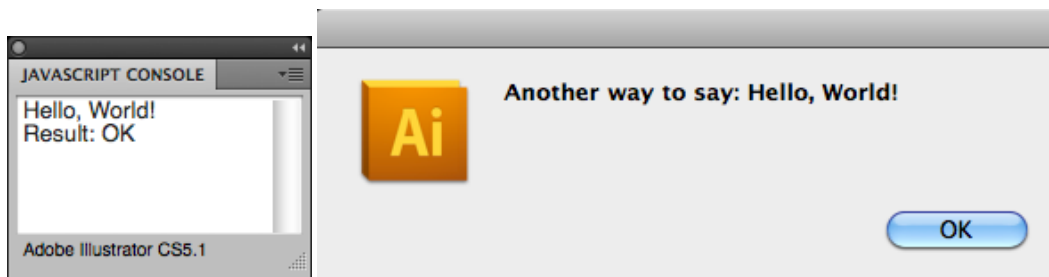 JAVASCRIPT CONSOLE
Hello, World!
Result: OK
Adobe Illustrator CS5.1
Ai
Another way to say: Hello, World!
OK